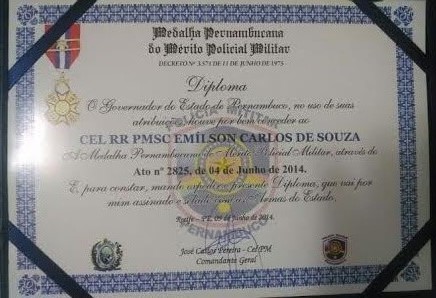 Medalha Pernambucana
do Mérito Policial Militar
DECRETO Nº 3.571 DE 11 DE JUNHO DE 1975
Diploma
O Governador do Estado de Pernambuco, no uso de suas
atribuições, houve por bem conceder ao
CEL RR PMSC EMÍLSON CARLOS DE SOUZA
A Medalha Pernambucana do Mérito Policial Militar, através do
Ato nº 2825, de 04 de Junho de 2014.
E, para constar, mandou expedir o presente Diploma, que vai por
mim assinado e selado com as Armas do Estado.
Recife - PE, 09 de Junho de 2014.
PERNAMBUCO
José Carlos Pereira - Cel PM
Comandante Geral